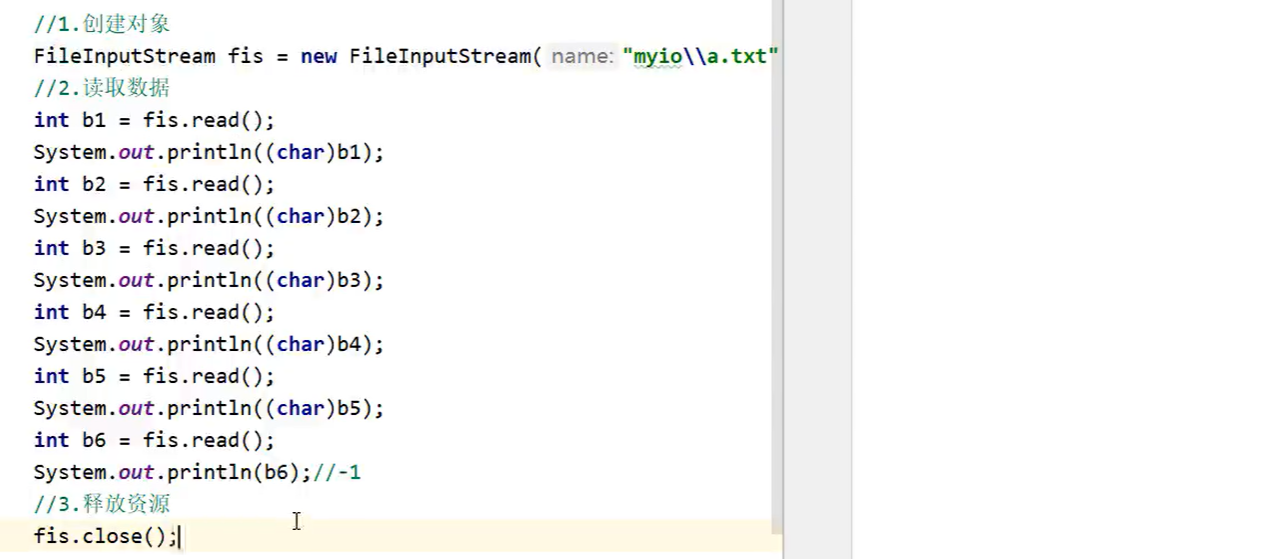 //1.创建对象
FileInputStream fis = new FileInputStream( name: "myio\\a.txt"
//2.读取数据
int b1 = fis.read();
System.out.println((char)b1);
int b2 = fis.read();
System.out.println((char)b2);
int b3 = fis.read();
System.out.println((char)b3);
int b4 = fis.read();
System.out.println((char)b4);
int b5 = fis.read();
System.out.println((char)b5);
int b6 = fis.read();
System.out.println(b6);//-1
//3.释放资源
fis.close();